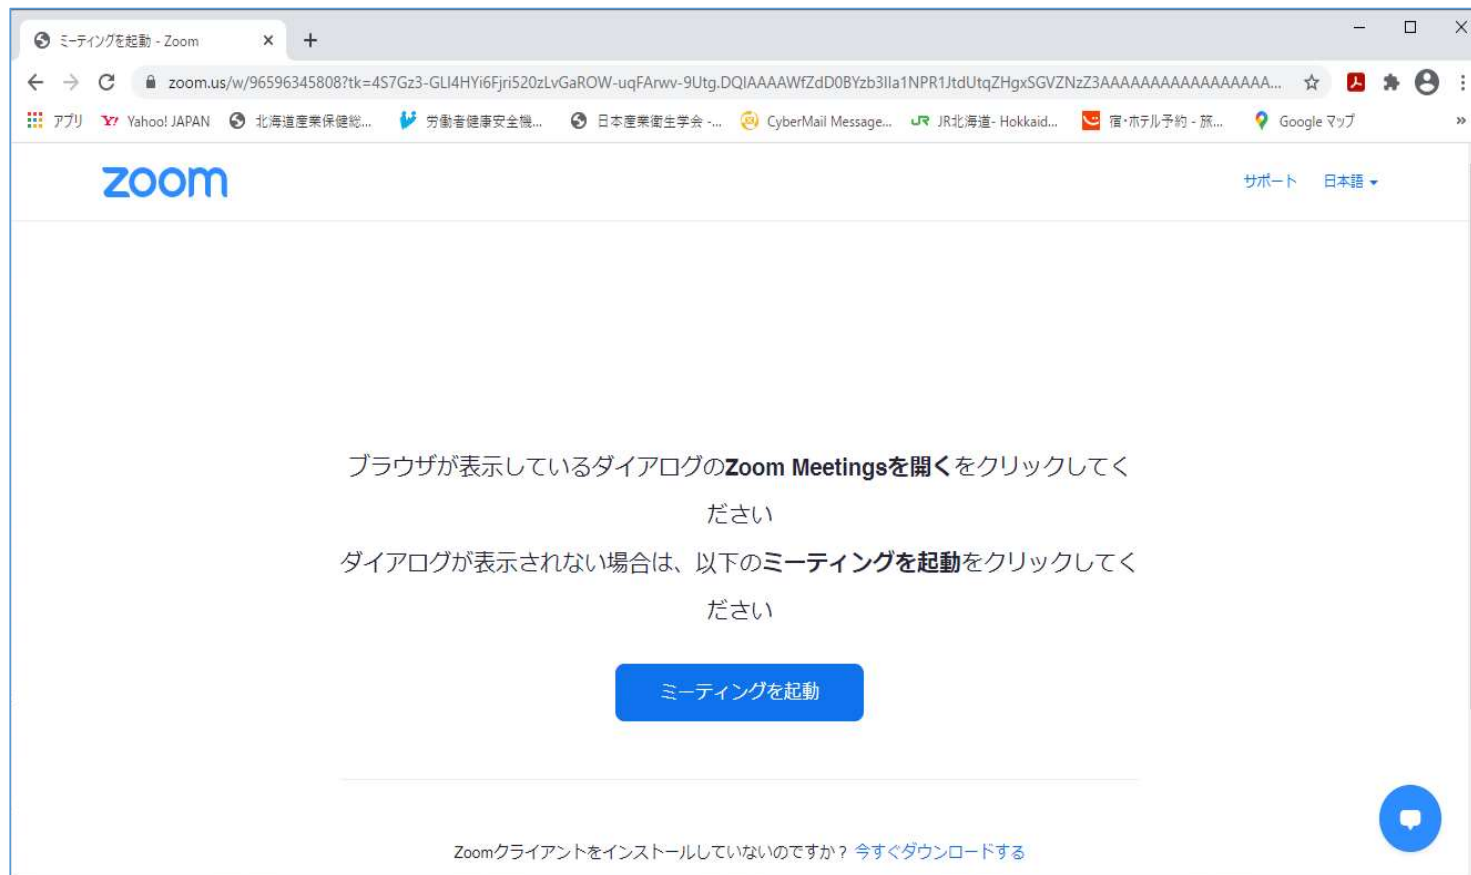 ミーティングを起動 - Zoom
zoom.us/w/96596345808?tk=4S7Gz3-GLI4HYi6Fjri520zLvGaROW-uqFArwv-9Utg.DQIAAAAWfZdD0BYzb3lla1NPR1JtdUtqZHgxSGVZNzZ3AAAAAAAAAAAAAAAAA...
アプリ Yahoo! JAPAN 北海道産業保健総... 労働者健康安全機... 日本産業衛生学会 -... CyberMail Message... JR北海道- Hokkaid... 宿・ホテル予約 - 旅... Google マップ »
zoom
サポート 日本語
ブラウザが表示しているダイアログのZoom Meetingsを開くをクリックしてく
ださい
ダイアログが表示されない場合は、以下のミーティングを起動をクリックしてく
ださい
ミーティングを起動
Zoomクライアントをインストールしていないのですか？ 今すぐダウンロードする